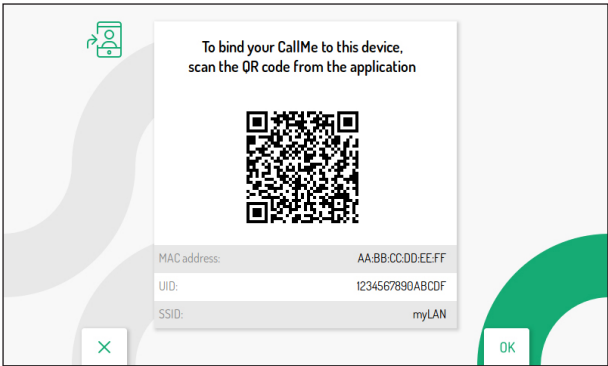 To bind your CallMe to this device,
scan the QR code from the application
MAC address: AA:BB:CC:DD:EE:FF
UID: 1234567890ABCDF
SSID: myLAN
OK